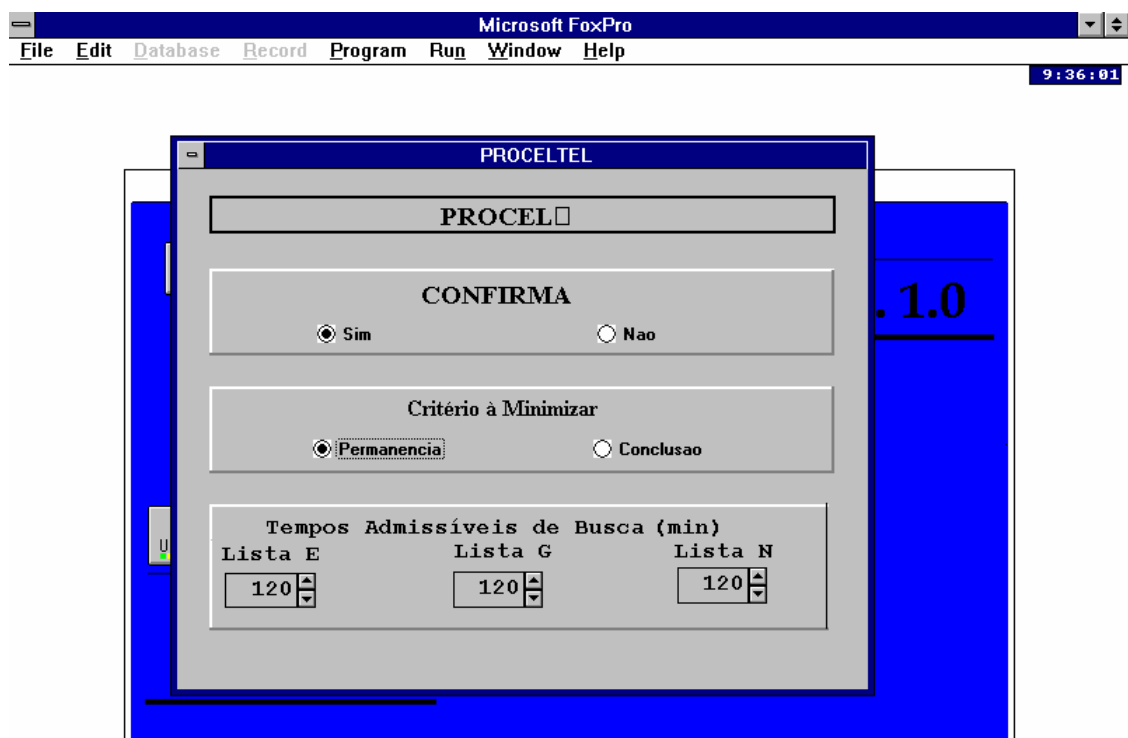 Microsoft FoxPro
File Edit Database Record Program Run Window Help
9:36:01
PROCELTEL
PROCEL□
CONFIRMA
Sim Nao
. 1.0
Critério à Minimizar
Permanencia Conclusao
Tempos Admissíveis de Busca (min)
Lista E Lista G Lista N
120 120 120
U